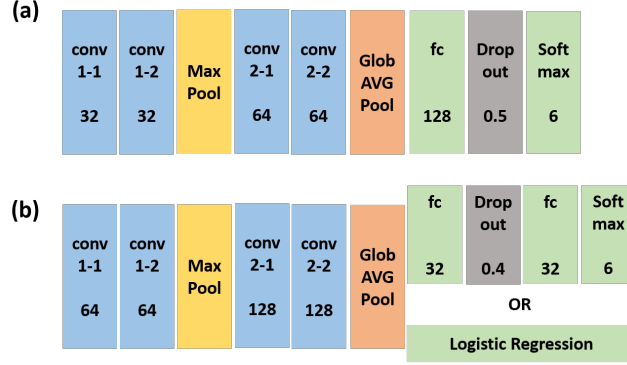 (a)
conv
1-1
32
conv
1-2
32
Max
Pool
conv
2-1
64
conv
2-2
64
Glob
AVG
Pool
fc
128
Drop
out
0.5
Soft
max
6
(b)
conv
1-1
64
conv
1-2
64
Max
Pool
conv
2-1
128
conv
2-2
128
Glob
AVG
Pool
fc
32
Drop
out
0.4
fc
32
Soft
max
6
OR
Logistic Regression